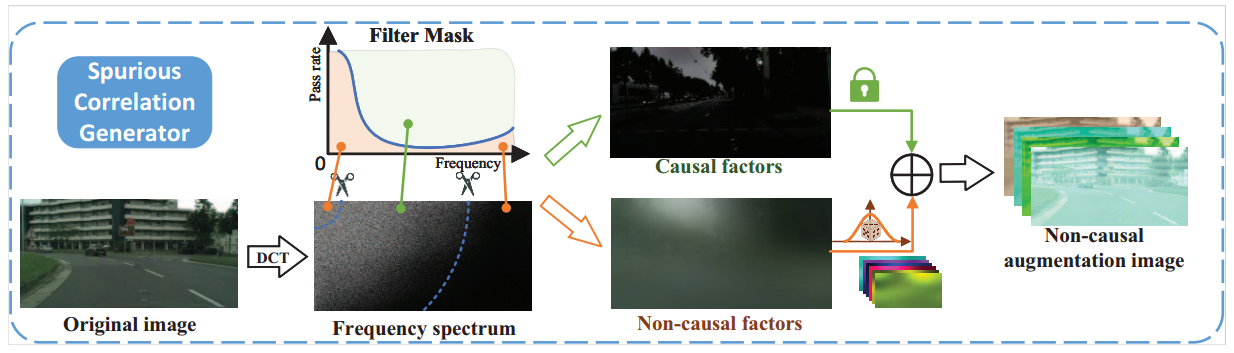 Spurious
Correlation
Generator
Filter Mask
Pass rate
0
Frequency
Original image
DCT
Frequency spectrum
Causal factors
Non-causal factors
Non-causal
augmentation image